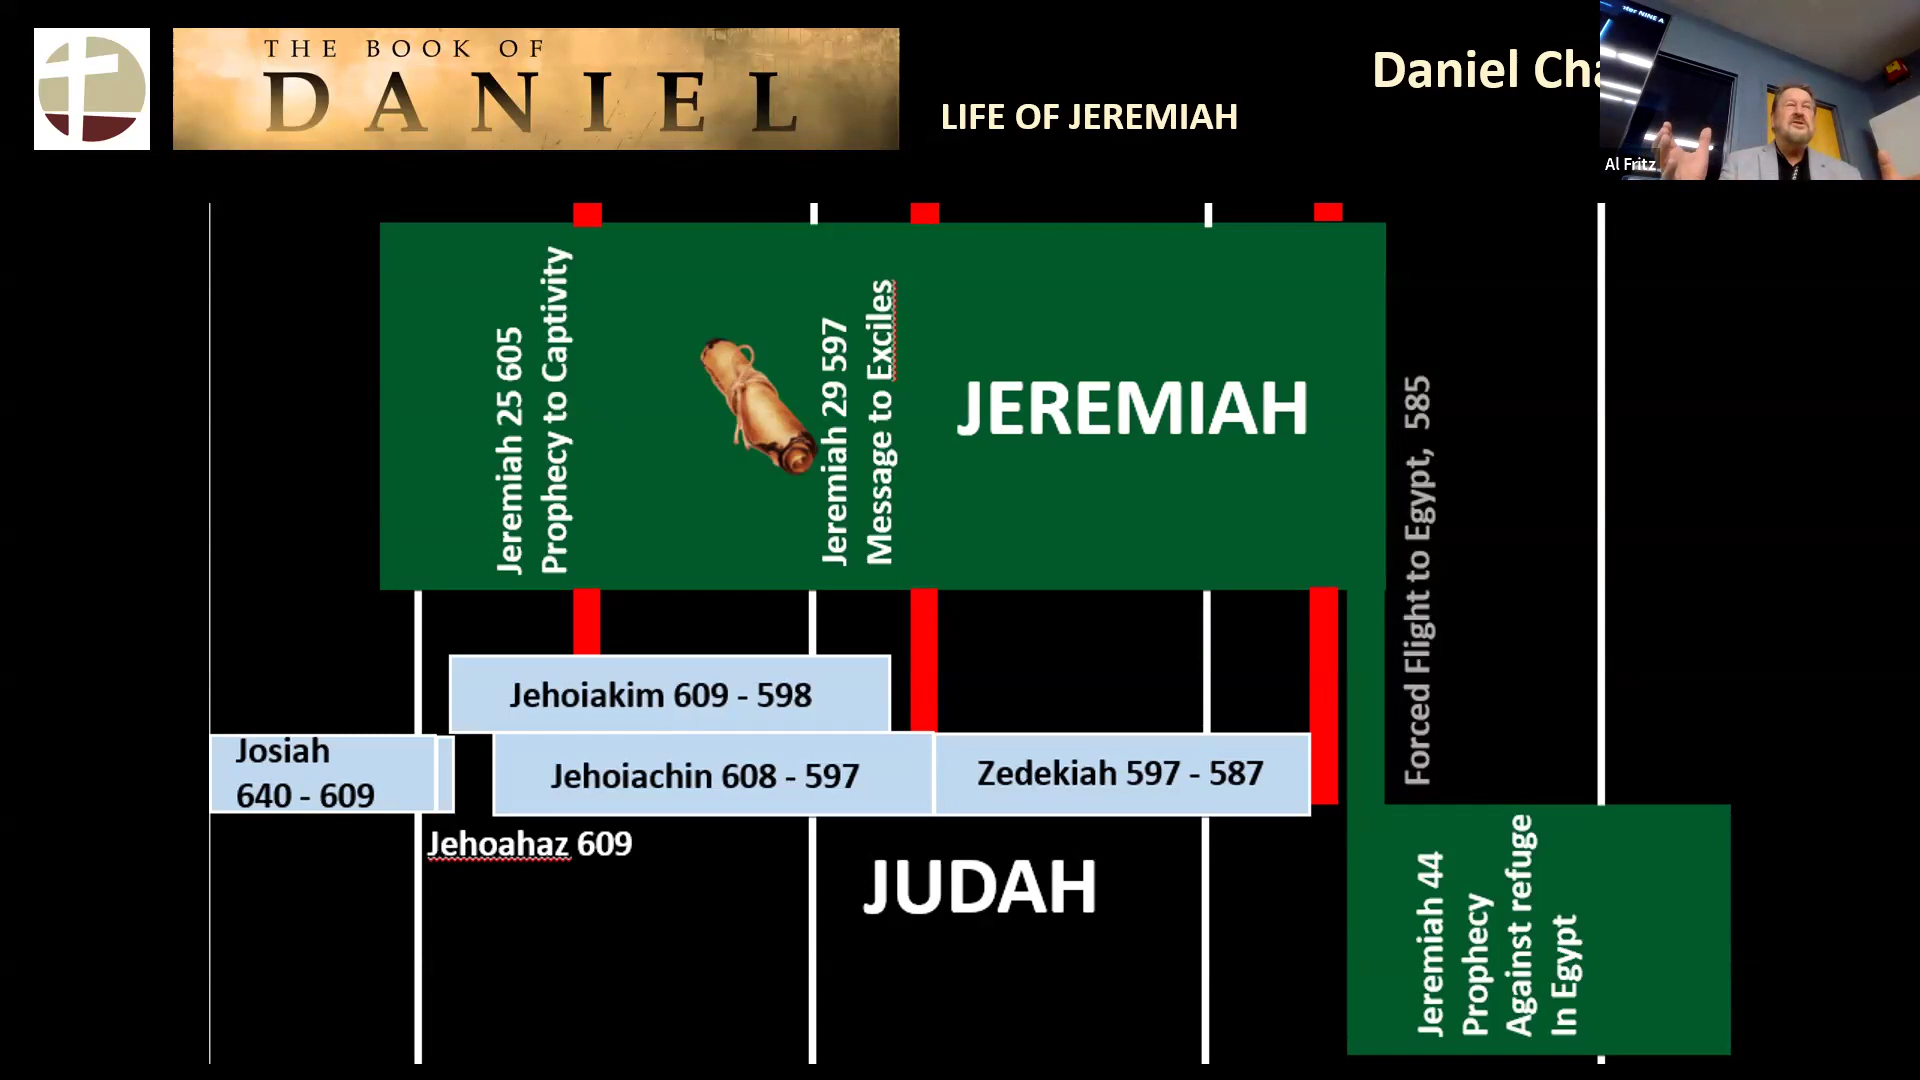 THE BOOK OF
DANIEL
LIFE OF JEREMIAH
Daniel Cha
Al Fritz
Jeremiah 25 605
Prophecy to Captivity
Jeremiah 29 597
Message to Exciles
JEREMIAH
Forced Flight to Egypt, 585
Jehoiakim 609 - 598
Josiah
640 - 609
Jehoiachin 608 - 597
Zedekiah 597 - 587
Jehoahaz 609
JUDAH
Jeremiah 44
Prophecy
Against refuge
In Egypt